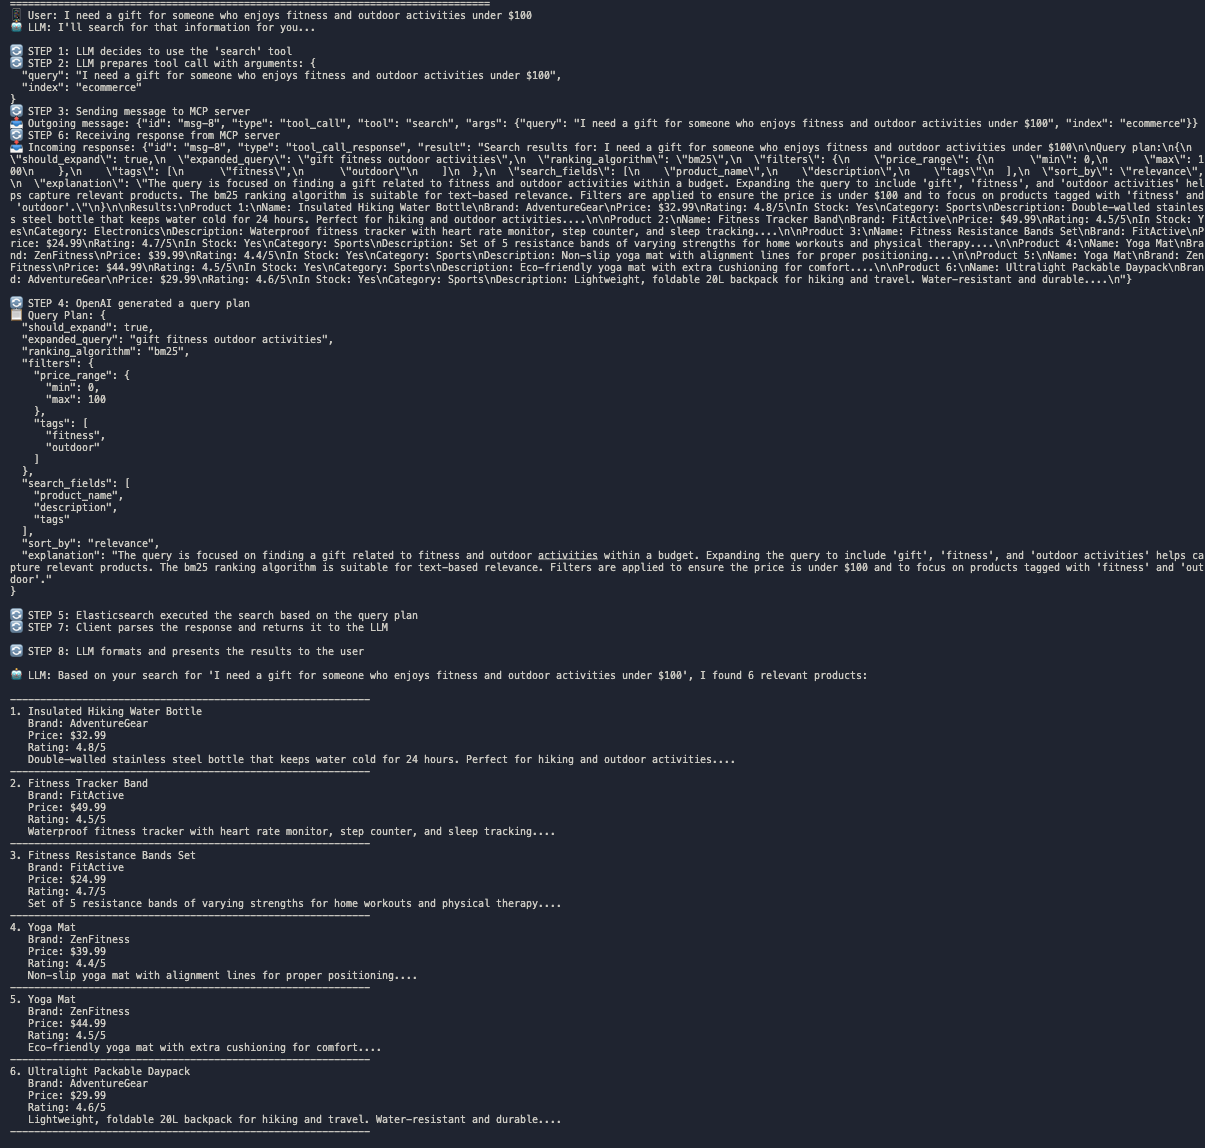 User: I need a gift for someone who enjoys fitness and outdoor activities under $100
LLM: I'll search for that information for you...
STEP 1: LLM decides to use the 'search' tool
STEP 2: LLM prepares tool call with arguments: {
"query": "I need a gift for someone who enjoys fitness and outdoor activities under $100",
"index": "ecommerce"
}
STEP 3: Sending message to MCP server
Outgoing message: {"id": "msg-8", "type": "tool_call", "tool": "search", "args": {"query": "I need a gift for someone who enjoys fitness and outdoor activities under $100", "index": "ecommerce"}}
STEP 6: Receiving response from MCP server
Incoming response: {"id": "msg-8", "type": "tool_call_response", "result": "Search results for: I need a gift for someone who enjoys fitness and outdoor activities under $100\n\nQuery plan:\n{\n
\"should_expand\": true,\n  \"expanded_query\": \"gift fitness outdoor activities\",\n  \"ranking_algorithm\": \"bm25\",\n  \"filters\": {\n    \"price_range\": {\n      \"min\": 0,\n      \"max\": 1
00\n    },\n    \"tags\": [\n      \"fitness\",\n      \"outdoor\"\n    ]\n  },\n  \"search_fields\": [\n    \"product_name\",\n    \"description\",\n    \"tags\"\n  ],\n  \"sort_by\": \"relevance\",
\n  \"explanation\": \"The query is focused on finding a gift related to fitness and outdoor activities within a budget. Expanding the query to include 'gift', 'fitness', and 'outdoor activities' hel
ps capture relevant products. The bm25 ranking algorithm is suitable for text-based relevance. Filters are applied to ensure the price is under $100 and to focus on products tagged with 'fitness' and
'outdoor'.\"\n}\n\nResults:\nProduct 1:\nName: Insulated Hiking Water Bottle\nBrand: AdventureGear\nPrice: $32.99\nRating: 4.8/5\nIn Stock: Yes\nCategory: Sports\nDescription: Double-walled stainles
s steel bottle that keeps water cold for 24 hours. Perfect for hiking and outdoor activities....\n\nProduct 2:\nName: Fitness Tracker Band\nBrand: FitActive\nPrice: $49.99\nRating: 4.5/5\nIn Stock: Y
es\nCategory: Electronics\nDescription: Waterproof fitness tracker with heart rate monitor, step counter, and sleep tracking....\n\nProduct 3:\nName: Fitness Resistance Bands Set\nBrand: FitActive\nP
rice: $24.99\nRating: 4.7/5\nIn Stock: Yes\nCategory: Sports\nDescription: Set of 5 resistance bands of varying strengths for home workouts and physical therapy....\n\nProduct 4:\nName: Yoga Mat\nBra
nd: ZenFitness\nPrice: $39.99\nRating: 4.4/5\nIn Stock: Yes\nCategory: Sports\nDescription: Non-slip yoga mat with alignment lines for proper positioning....\n\nProduct 5:\nName: Yoga Mat\nBrand: Zen
Fitness\nPrice: $44.99\nRating: 4.5/5\nIn Stock: Yes\nCategory: Sports\nDescription: Eco-friendly yoga mat with extra cushioning for comfort....\n\nProduct 6:\nName: Ultralight Packable Daypack\nBran
d: AdventureGear\nPrice: $29.99\nRating: 4.6/5\nIn Stock: Yes\nCategory: Sports\nDescription: Lightweight, foldable 20L backpack for hiking and travel. Water-resistant and durable....\n"}
STEP 4: OpenAI generated a query plan
Query Plan: {
"should_expand": true,
"expanded_query": "gift fitness outdoor activities",
"ranking_algorithm": "bm25",
"filters": {
"price_range": {
"min": 0,
"max": 100
},
"tags": [
"fitness",
"outdoor"
]
},
"search_fields": [
"product_name",
"description",
"tags"
],
"sort_by": "relevance",
"explanation": "The query is focused on finding a gift related to fitness and outdoor activities within a budget. Expanding the query to include 'gift', 'fitness', and 'outdoor activities' helps ca
pture relevant products. The bm25 ranking algorithm is suitable for text-based relevance. Filters are applied to ensure the price is under $100 and to focus on products tagged with 'fitness' and 'out
door'."
}
STEP 5: Elasticsearch executed the search based on the query plan
STEP 7: Client parses the response and returns it to the LLM
STEP 8: LLM formats and presents the results to the user
LLM: Based on your search for 'I need a gift for someone who enjoys fitness and outdoor activities under $100', I found 6 relevant products:
1. Insulated Hiking Water Bottle
Brand: AdventureGear
Price: $32.99
Rating: 4.8/5
Double-walled stainless steel bottle that keeps water cold for 24 hours. Perfect for hiking and outdoor activities....
2. Fitness Tracker Band
Brand: FitActive
Price: $49.99
Rating: 4.5/5
Waterproof fitness tracker with heart rate monitor, step counter, and sleep tracking....
3. Fitness Resistance Bands Set
Brand: FitActive
Price: $24.99
Rating: 4.7/5
Set of 5 resistance bands of varying strengths for home workouts and physical therapy....
4. Yoga Mat
Brand: ZenFitness
Price: $39.99
Rating: 4.4/5
Non-slip yoga mat with alignment lines for proper positioning....
5. Yoga Mat
Brand: ZenFitness
Price: $44.99
Rating: 4.5/5
Eco-friendly yoga mat with extra cushioning for comfort....
6. Ultralight Packable Daypack
Brand: AdventureGear
Price: $29.99
Rating: 4.6/5
Lightweight, foldable 20L backpack for hiking and travel. Water-resistant and durable....